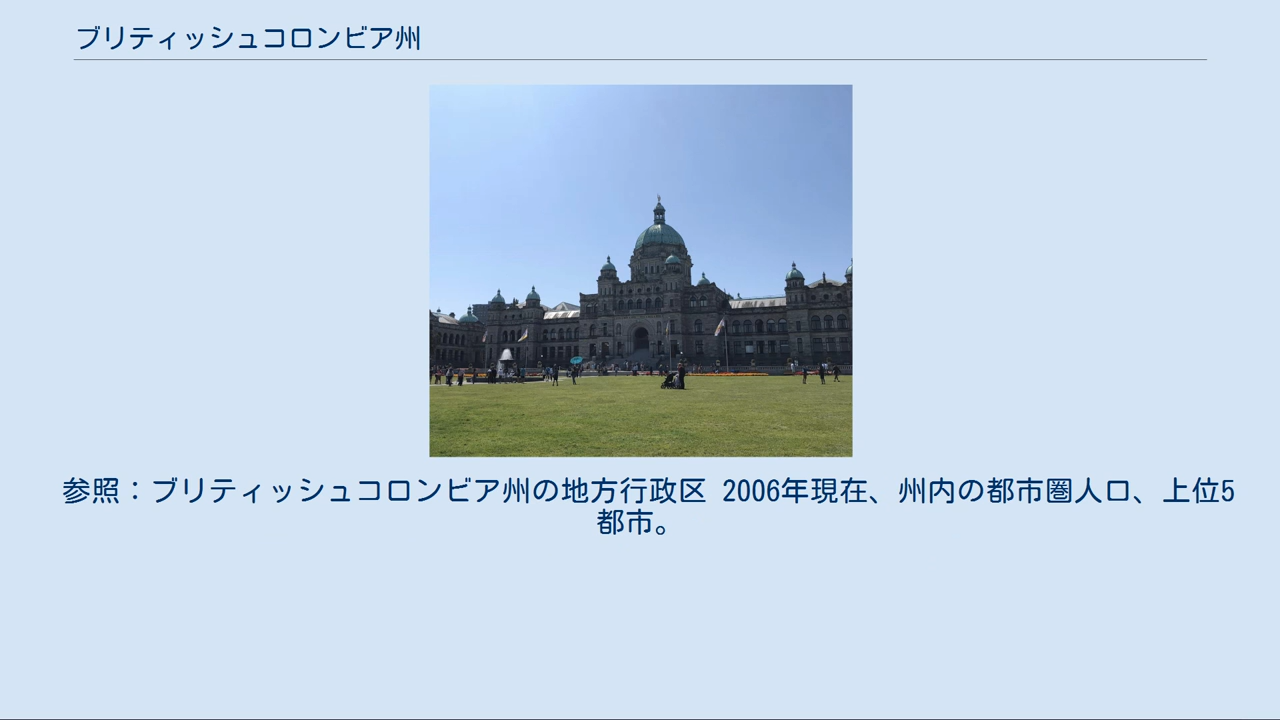 ブリティッシュコロンビア州
参照：ブリティッシュコロンビア州の地方行政区 2006年現在、州内の都市圏人口、上位5
都市。